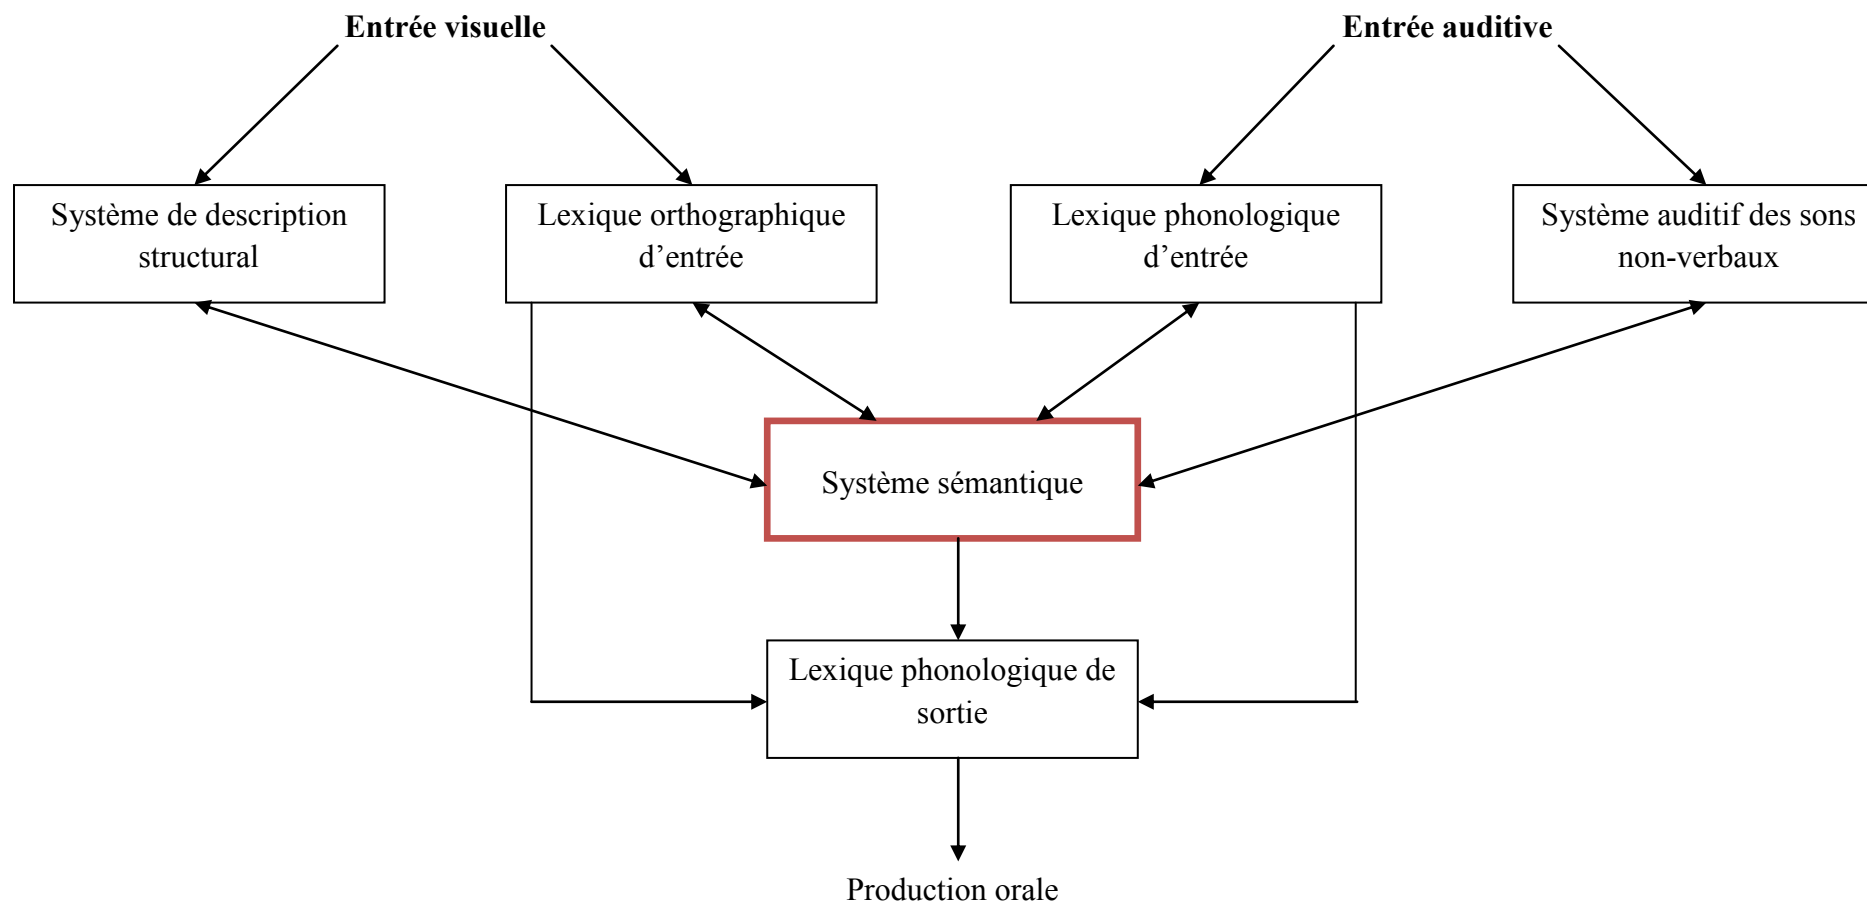 Entrée visuelle
Entrée auditive
Système de description
structural
Lexique orthographique
d’entrée
Lexique phonologique
d’entrée
Système auditif des sons
non-verbaux
Système sémantique
Lexique phonologique de
sortie
Production orale